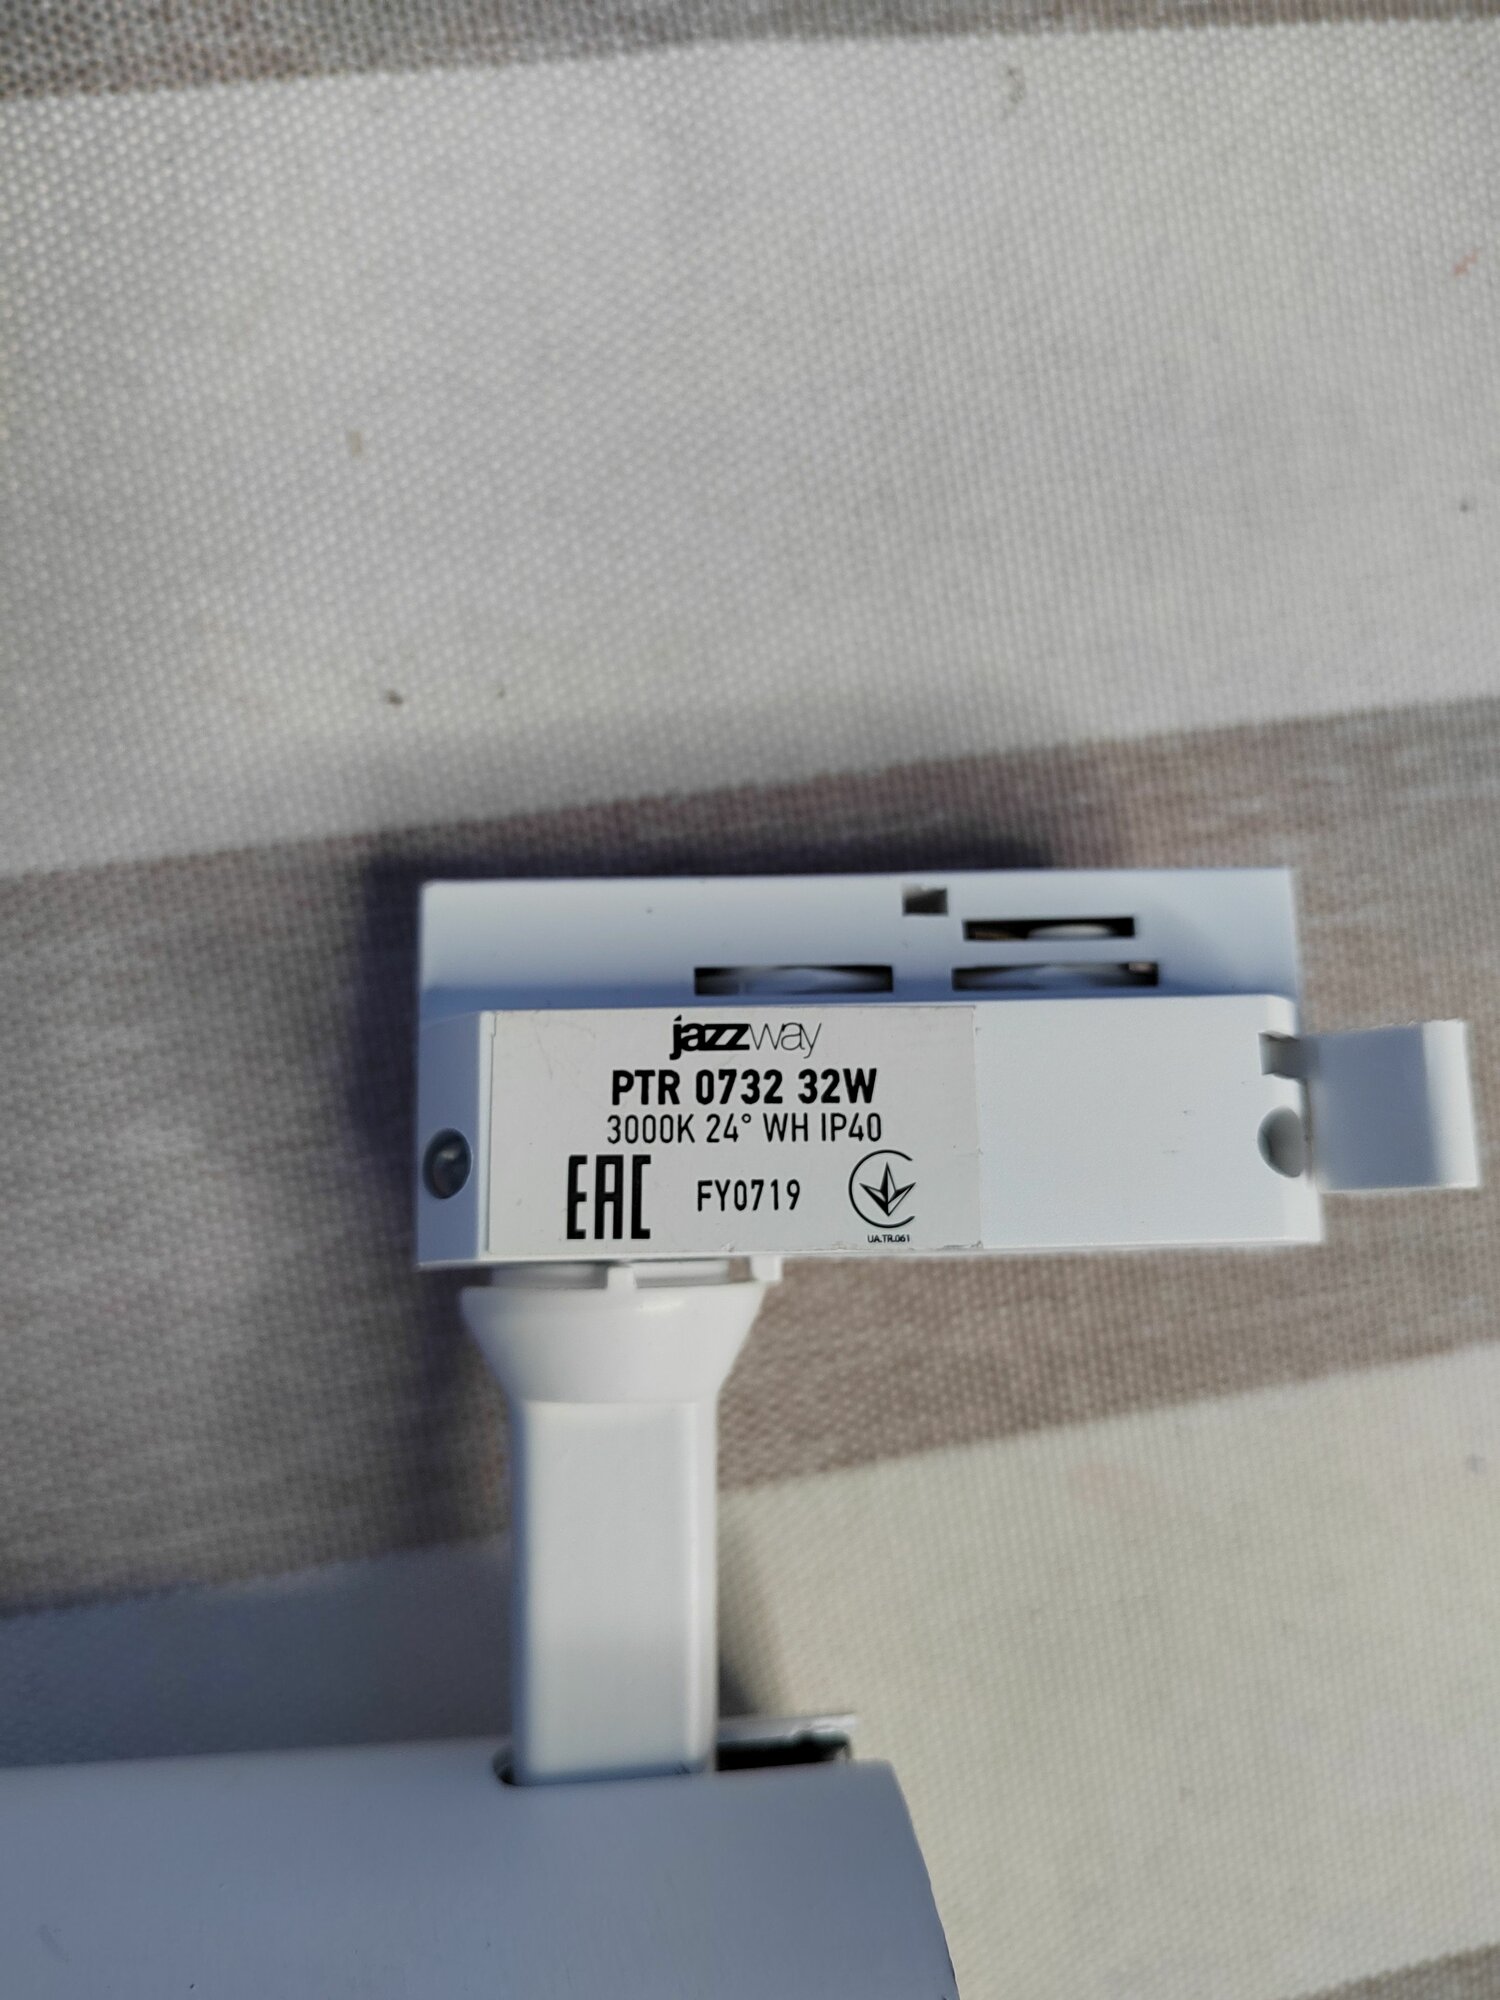 jazzway
PTR 0732 32W
3000K 24° WH IP40
EAC FY0719
UA.TR.061